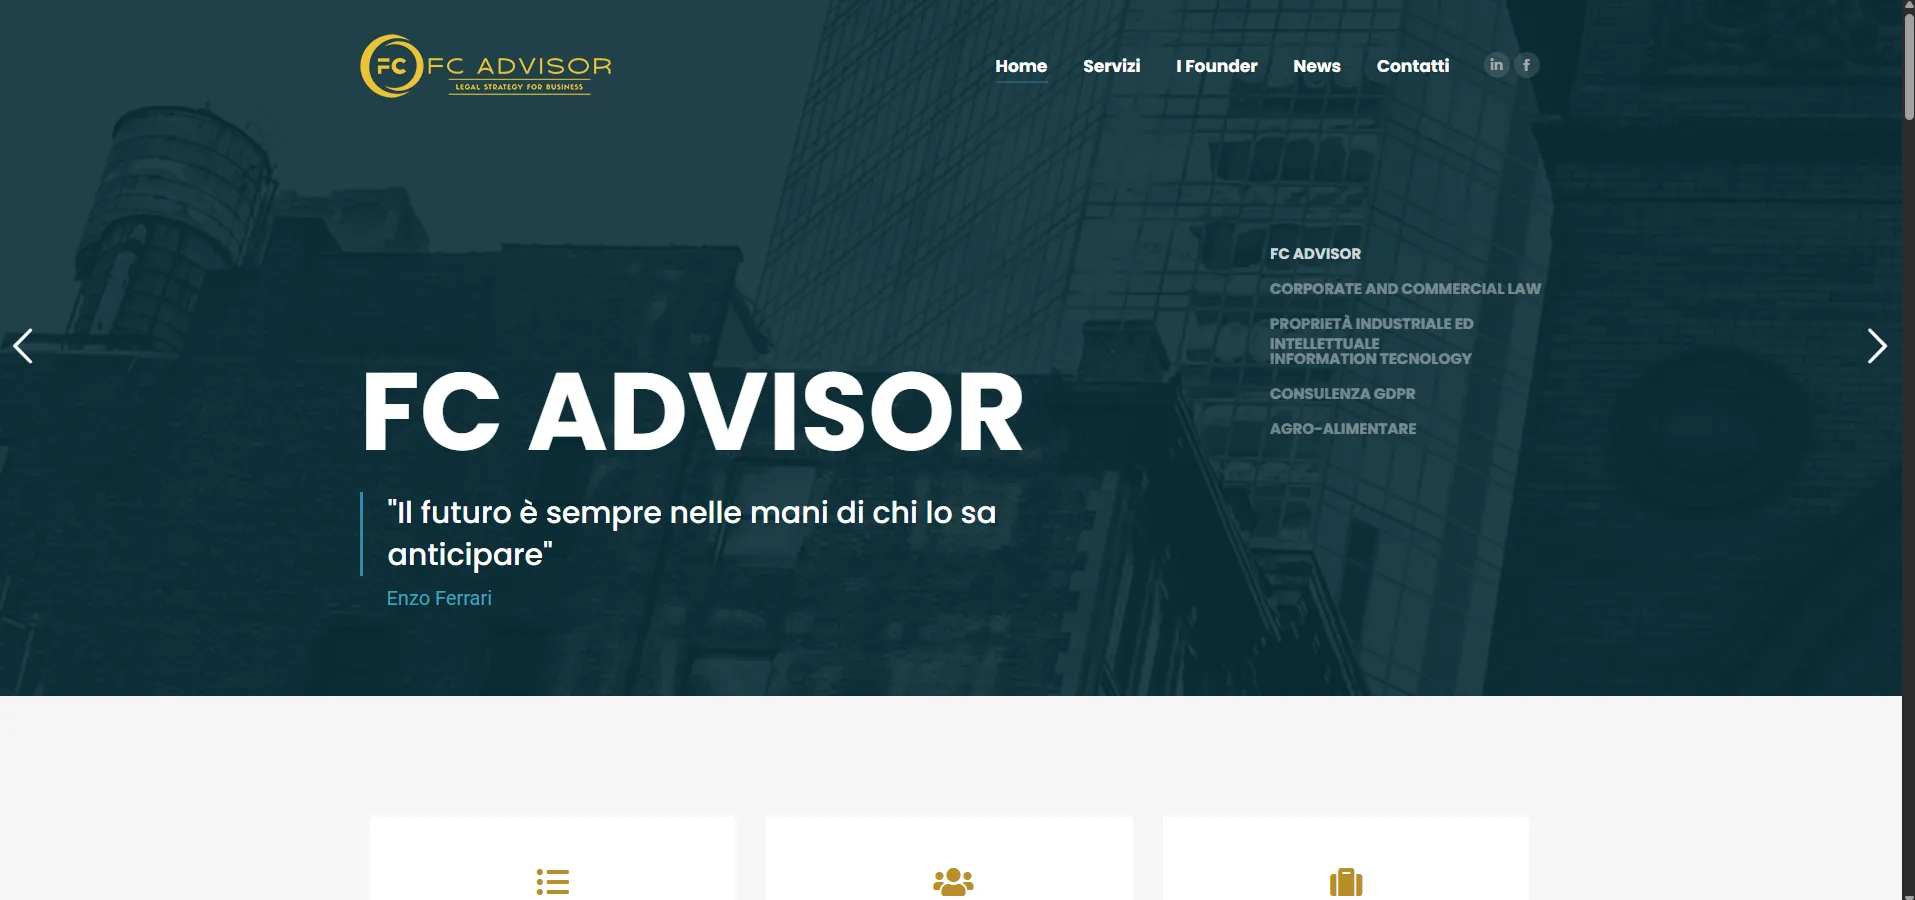 FC
FC ADVISOR
LEGAL STRATEGY FOR BUSINESS
Home
Servizi
I Founder
News
Contatti
in
f
FC ADVISOR
CORPORATE AND COMMERCIAL LAW
PROPRIETÀ INDUSTRIALE ED
INTELLETTUALE
INFORMATION TECNOLOGY
CONSULENZA GDPR
AGRO-ALIMENTARE
FC ADVISOR
"Il futuro è sempre nelle mani di chi lo sa
anticipare"
Enzo Ferrari